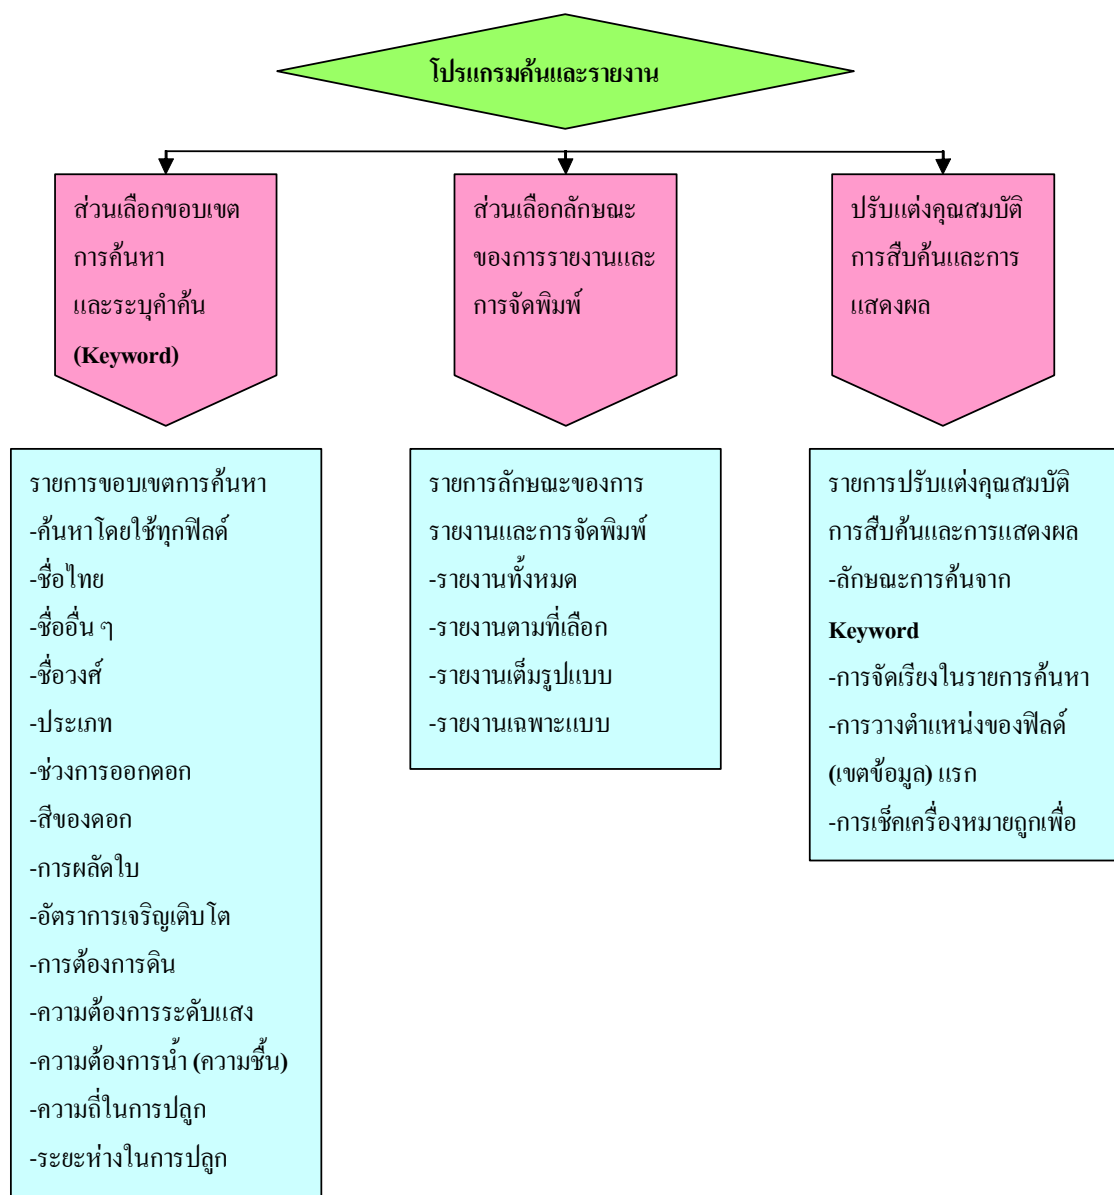 โปรแกรมค้นและรายงาน
ส่วนเลือกขอบเขต
การค้นหา
และระบุคำค้น
(Keyword)
ส่วนเลือกลักษณะ
ของการรายงานและ
การจัดพิมพ์
ปรับแต่งคุณสมบัติ
การสืบค้นและการ
แสดงผล
รายการขอบเขตการค้นหา
-ค้นหาโดยใช้ทุกฟิลด์
-ชื่อไทย
-ชื่ออื่น ๆ
-ชื่อวงศ์
-ประเภท
-ช่วงการออกดอก
-สีของดอก
-การผลัดใบ
-อัตราการเจริญเติบโต
-การต้องการดิน
-ความต้องการระดับแสง
-ความต้องการน้ำ (ความชื้น)
-ความถี่ในการปลูก
-ระยะห่างในการปลูก
รายการลักษณะของการ
รายงานและการจัดพิมพ์
-รายงานทั้งหมด
-รายงานตามที่เลือก
-รายงานเต็มรูปแบบ
-รายงานเฉพาะแบบ
รายการปรับแต่งคุณสมบัติ
การสืบค้นและการแสดงผล
-ลักษณะการค้นจาก
Keyword
-การจัดเรียงในรายการค้นหา
-การวางตำแหน่งของฟิลด์
(เขตข้อมูล) แรก
-การเช็คเครื่องหมายถูกเพื่อ